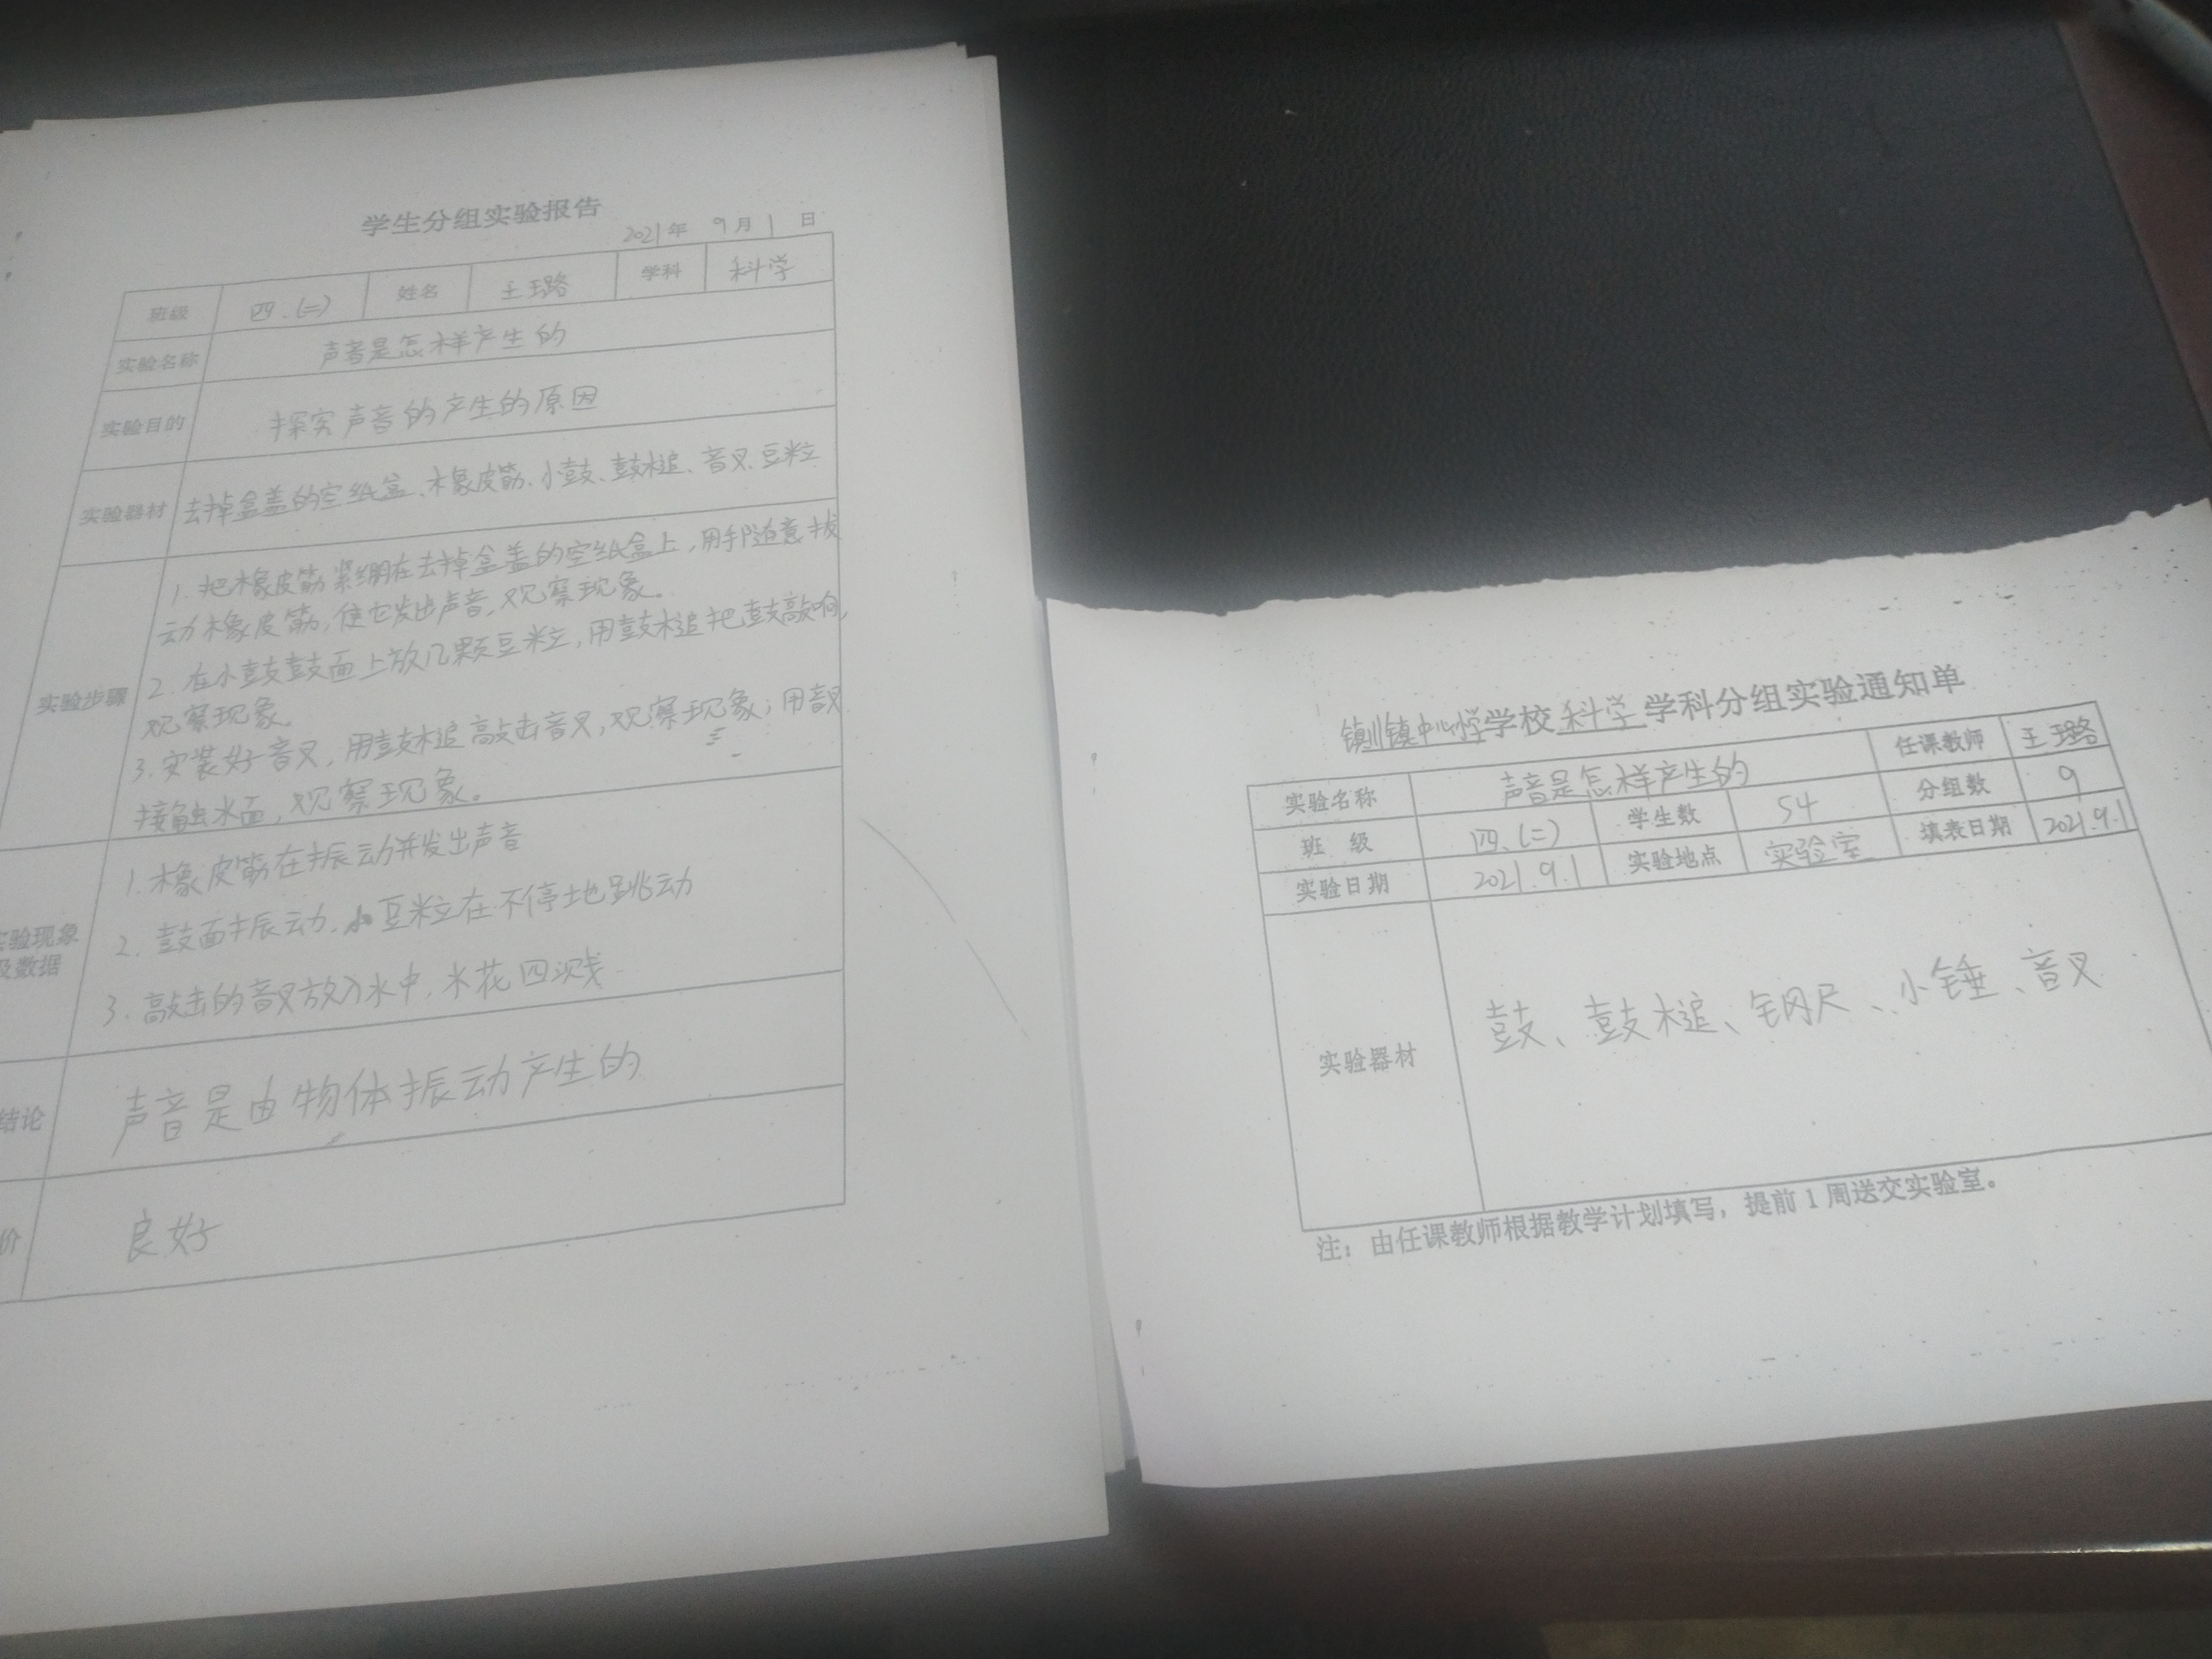 学生分组实验报告
2021年 9月1日
班级 四.(二) 姓名 王璐 学科 科学
实验名称 声音是怎样产生的
实验目的 探究声音的产生的原因
实验器材 去掉盒盖的空纸盒、橡皮筋、小鼓、鼓槌、音叉、豆粒
实验步骤
1. 把橡皮筋紧绷在去掉盒盖的空纸盒上，用手随意拔
动橡皮筋，使它发出声音，观察现象。
2. 在小鼓鼓面上放几颗豆粒，用鼓槌把鼓敲响，
观察现象。
3. 安装好音叉，用鼓槌敲击音叉，观察现象；用音叉
接触水面，观察现象。
实验现象
及数据
1. 橡皮筋在振动并发出声音
2. 鼓面振动，豆粒在不停地跳动
3. 敲击的音叉放入水中，水花四溅
结论 声音是由物体振动产生的
价 良好
镇川镇中心小学学校科学学科分组实验通知单
实验名称 声音是怎样产生的 任课教师 王璐
班 级 四.(二) 学生数 54 分组数 9
实验日期 2021.9.1 实验地点 实验室 填表日期 2021.9.1
实验器材 鼓、鼓槌、钢尺、小锤、音叉
注：由任课教师根据教学计划填写，提前1周送交实验室。